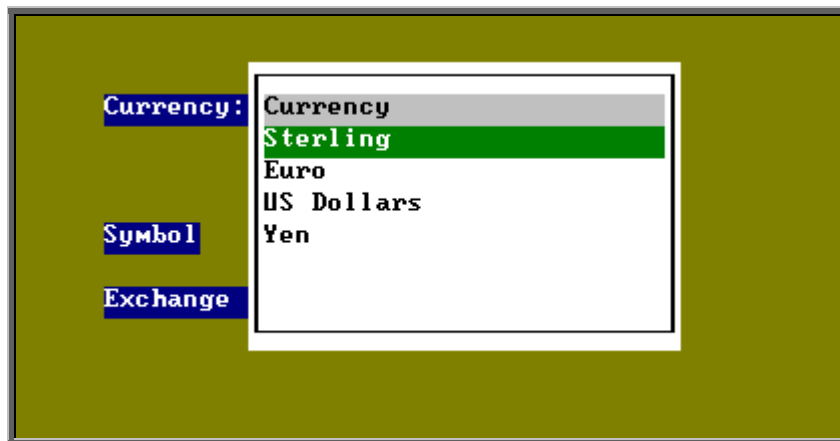 Currency: Currency
Sterling
Euro
US Dollars
Symbol Yen
Exchange